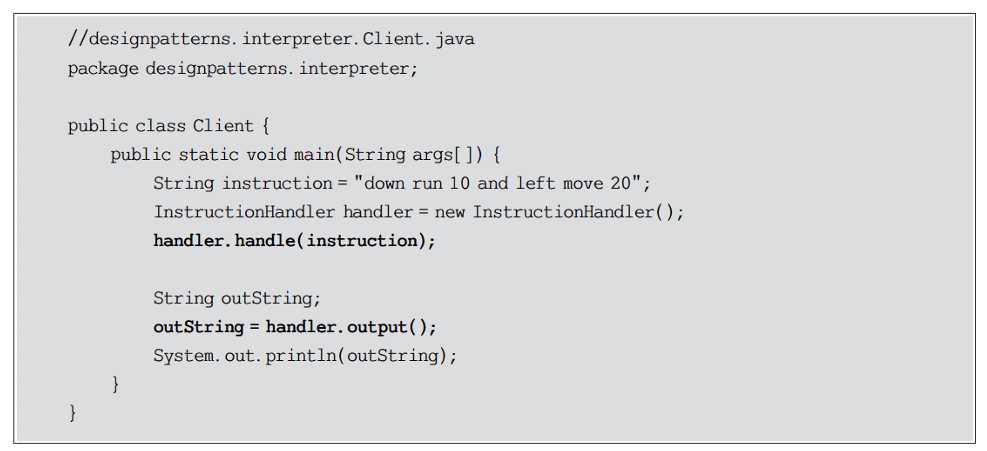 //designpatterns.interpreter.Client.java
package designpatterns.interpreter;
public class Client {
public static void main(String args[]) {
String instruction = "down run 10 and left move 20";
InstructionHandler handler = new InstructionHandler();
handler.handle(instruction);
String outString;
outString = handler.output();
System.out.println(outString);
}
}